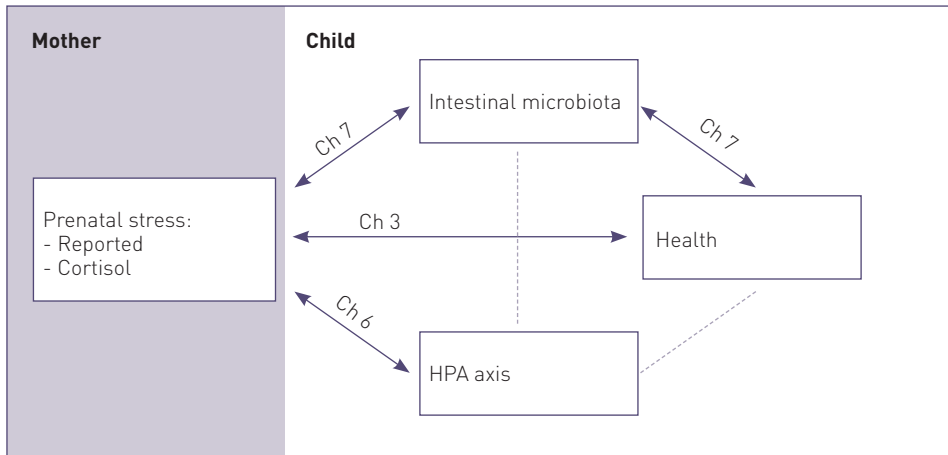 Mother
Child
Intestinal microbiota
Ch 7
Ch 7
Prenatal stress:
- Reported
- Cortisol
Ch 3
Health
Ch 6
HPA axis